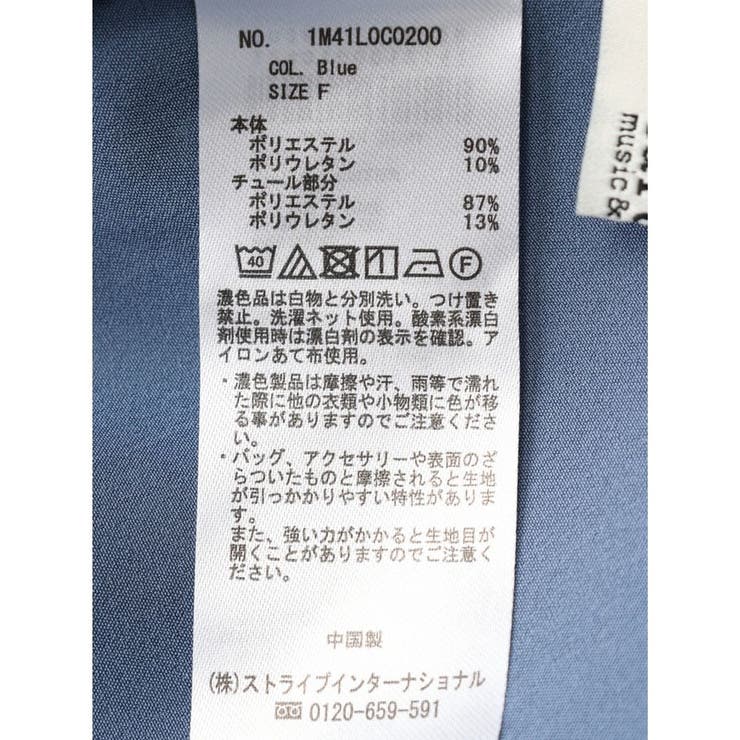 NO. 1M41L0C0200
COL. Blue
SIZE F
本体
ポリエステル 90%
ポリウレタン 10%
チュール部分
ポリエステル 87%
ポリウレタン 13%
40 F
濃色品は白物と分別洗い。つけ置き
禁止。洗濯ネット使用。酸素系漂白
剤使用時は漂白剤の表示を確認。ア
イロンあて布使用。
・濃色製品は摩擦や汗、雨等で濡れ
た際に他の衣類や小物類に色が移
る事がありますのでご注意くださ
い。
・バッグ、アクセサリーや表面のざ
らついたものと摩擦されると生地
が引っかかりやすい特性がありま
す。
また、強い力がかかると生地目が
開くことがありますのでご注意く
ださい。
中国製
(株)ストライプインターナショナル
0120-659-591
music&